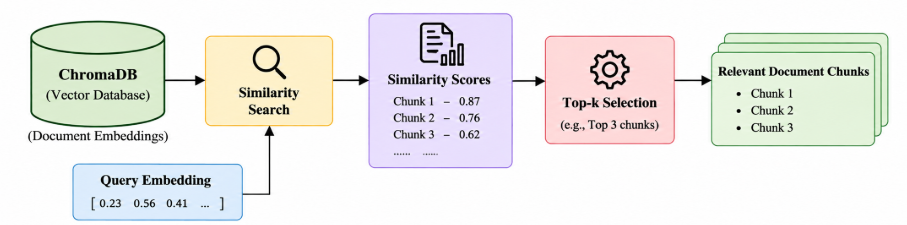 ChromaDB
(Vector Database)
(Document Embeddings)
Query Embedding
[ 0.23 0.56 0.41 ... ]
Similarity
Search
Similarity Scores
Chunk 1 – 0.87
Chunk 2 – 0.76
Chunk 3 – 0.62
...... ......
Top-k Selection
(e.g., Top 3 chunks)
Relevant Document Chunks
• Chunk 1
• Chunk 2
• Chunk 3